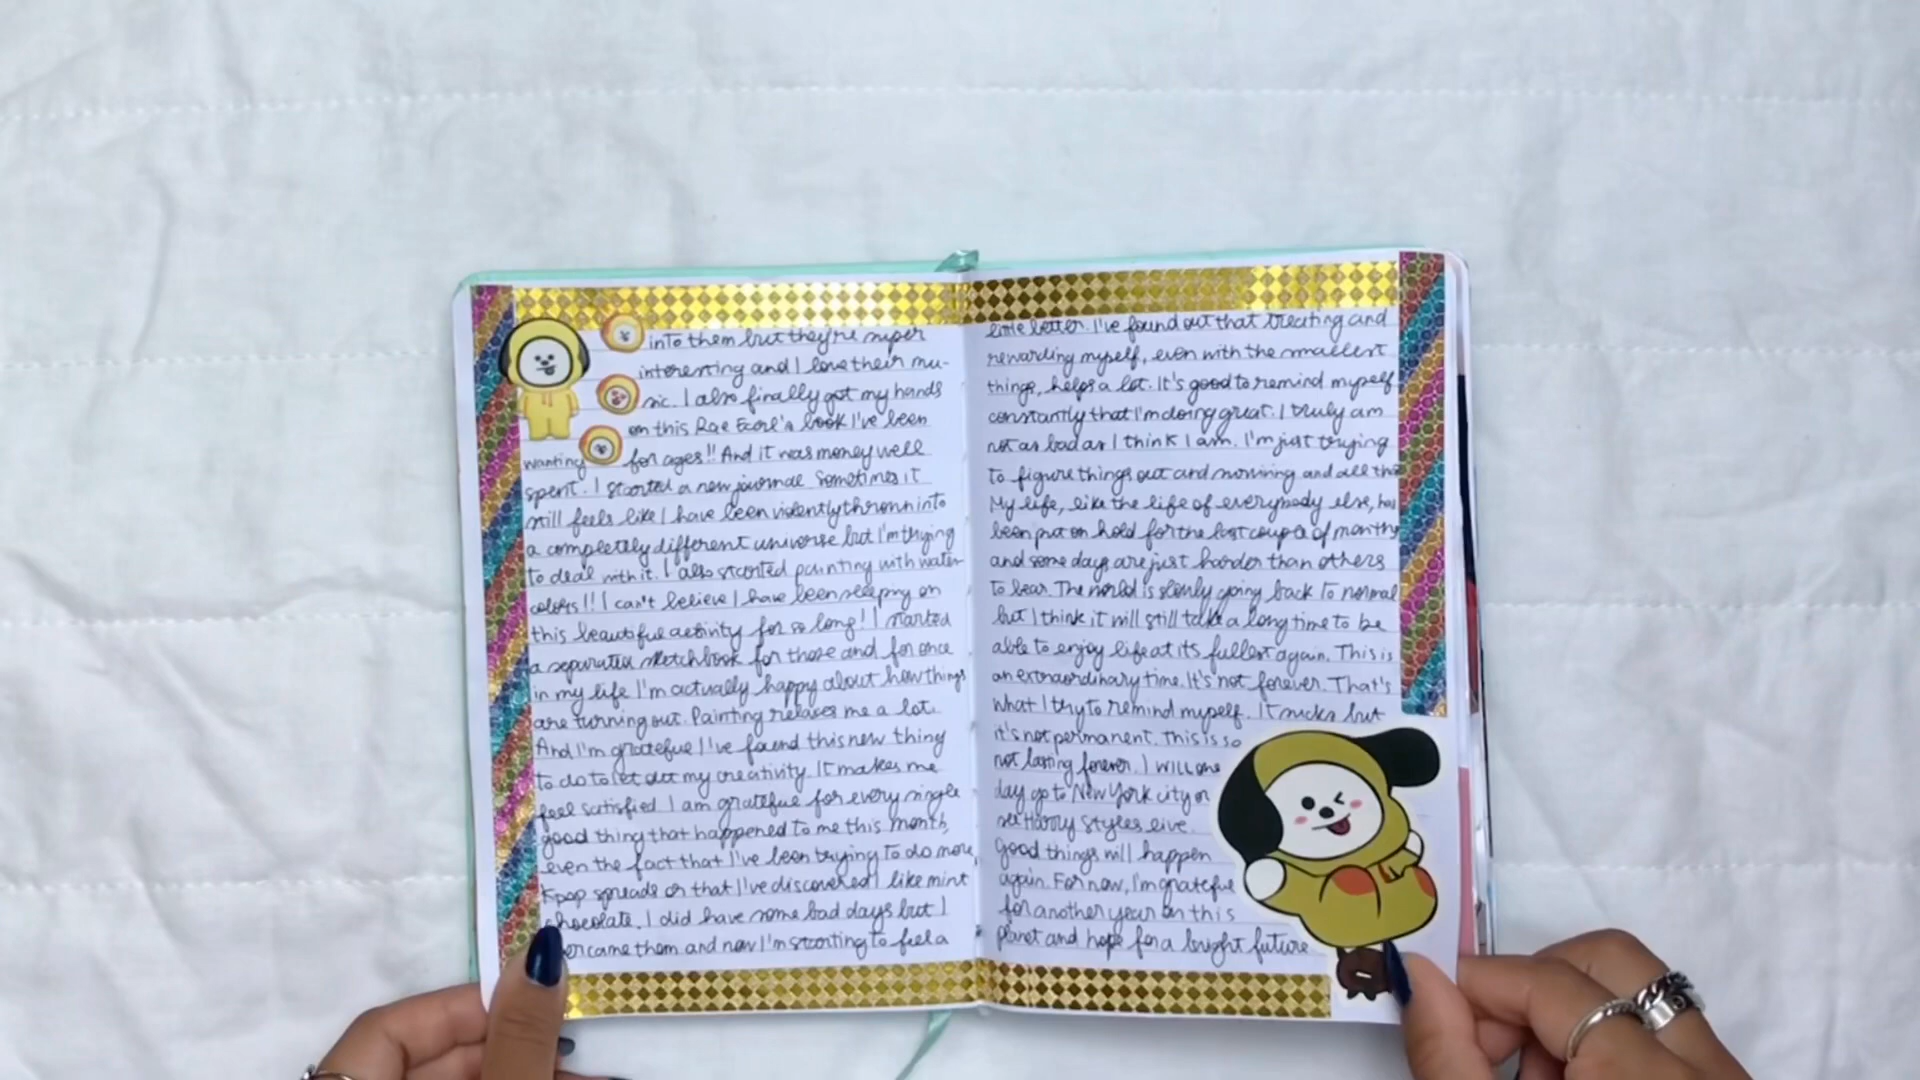 into them but they're super
interesting and I love their mu-
sic. I also finally got my hands
on this Rae Earl's book I've been
wanting for ages!! And it was money well
spent. I started a new journal. Sometimes it
still feels like I have been violently thrown into
a completely different universe but I'm trying
to deal with it. I also started painting with water-
colors!! I can't believe I have been sleeping on
this beautiful activity for so long! I started
a separated sketchbook for those and for once
in my life I'm actually happy about how things
are turning out. Painting relaxes me a lot.
And I'm grateful I've found this new thing
to do to let out my creativity. It makes me
feel satisfied. I am grateful for every single
good thing that happened to me this month,
even the fact that I've been trying to do more
Kpop spreads or that I've discovered I like mint
chocolate. I did have some bad days but I
overcame them and now I'm starting to feel a
little better. I've found out that treating and
rewarding myself, even with the smallest
things, helps a lot. It's good to remind myself
constantly that I'm doing great. I truly am
not as bad as I think I am. I'm just trying
to figure things out and surviving and all that
My life, like the life of everybody else, has
been put on hold for the last couple of months
and some days are just harder than others
to bear. The world is slowly going back to normal
but I think it will still take a long time to be
able to enjoy life at its fullest again. This is
an extraordinary time. It's not forever. That's
what I try to remind myself. It sucks but
it's not permanent. This is so
not lasting forever. I will one
day go to New York city or
see Harry Styles live.
Good things will happen
again. For now, I'm grateful
for another year on this
planet and hope for a bright future